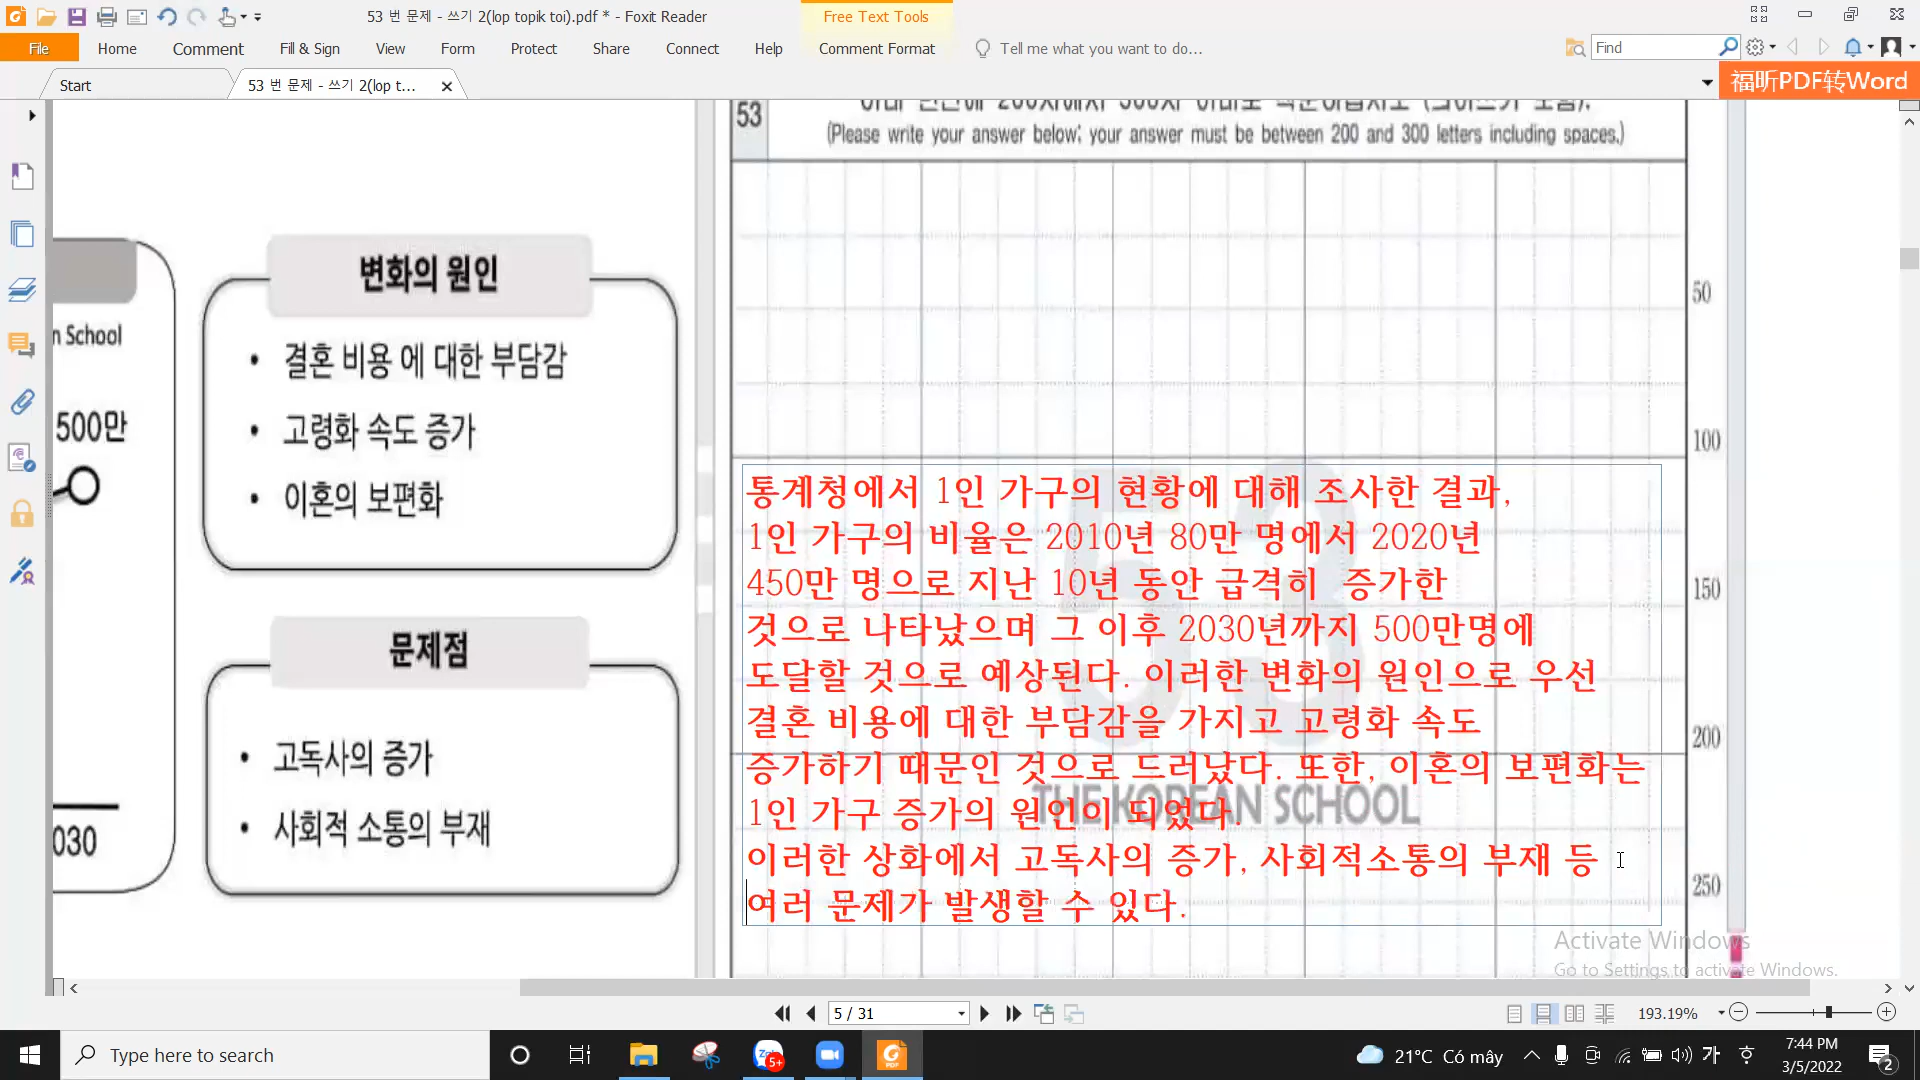 53 번 문제 - 쓰기 2(lop topik toi).pdf * - Foxit Reader
Free Text Tools
File
Home
Comment
Fill & Sign
View
Form
Protect
Share
Connect
Help
Comment Format
Tell me what you want to do...
Find
Start
53 번 문제 - 쓰기 2(lop t...
福昕PDF转Word
n School
500만
030
변화의 원인
• 결혼 비용 에 대한 부담감
• 고령화 속도 증가
• 이혼의 보편화
문제점
• 고독사의 증가
• 사회적 소통의 부재
53
(Please write your answer below; your answer must be between 200 and 300 letters including spaces.)
50
100
150
200
250
통계청에서 1인 가구의 현황에 대해 조사한 결과,
1인 가구의 비율은 2010년 80만 명에서 2020년
450만 명으로 지난 10년 동안 급격히 증가한
것으로 나타났으며 그 이후 2030년까지 500만명에
도달할 것으로 예상된다. 이러한 변화의 원인으로 우선
결혼 비용에 대한 부담감을 가지고 고령화 속도
증가하기 때문인 것으로 드러났다. 또한, 이혼의 보편화는
1인 가구 증가의 원인이 되었다.
이러한 상화에서 고독사의 증가, 사회적소통의 부재 등
여러 문제가 발생할 수 있다.
53
THE KOREAN SCHOOL
Activate Windows
Go to Settings to activate Windows.
5 / 31
193.19%
Type here to search
5+
21°C Có mây
가
7:44 PM
3/5/2022
2